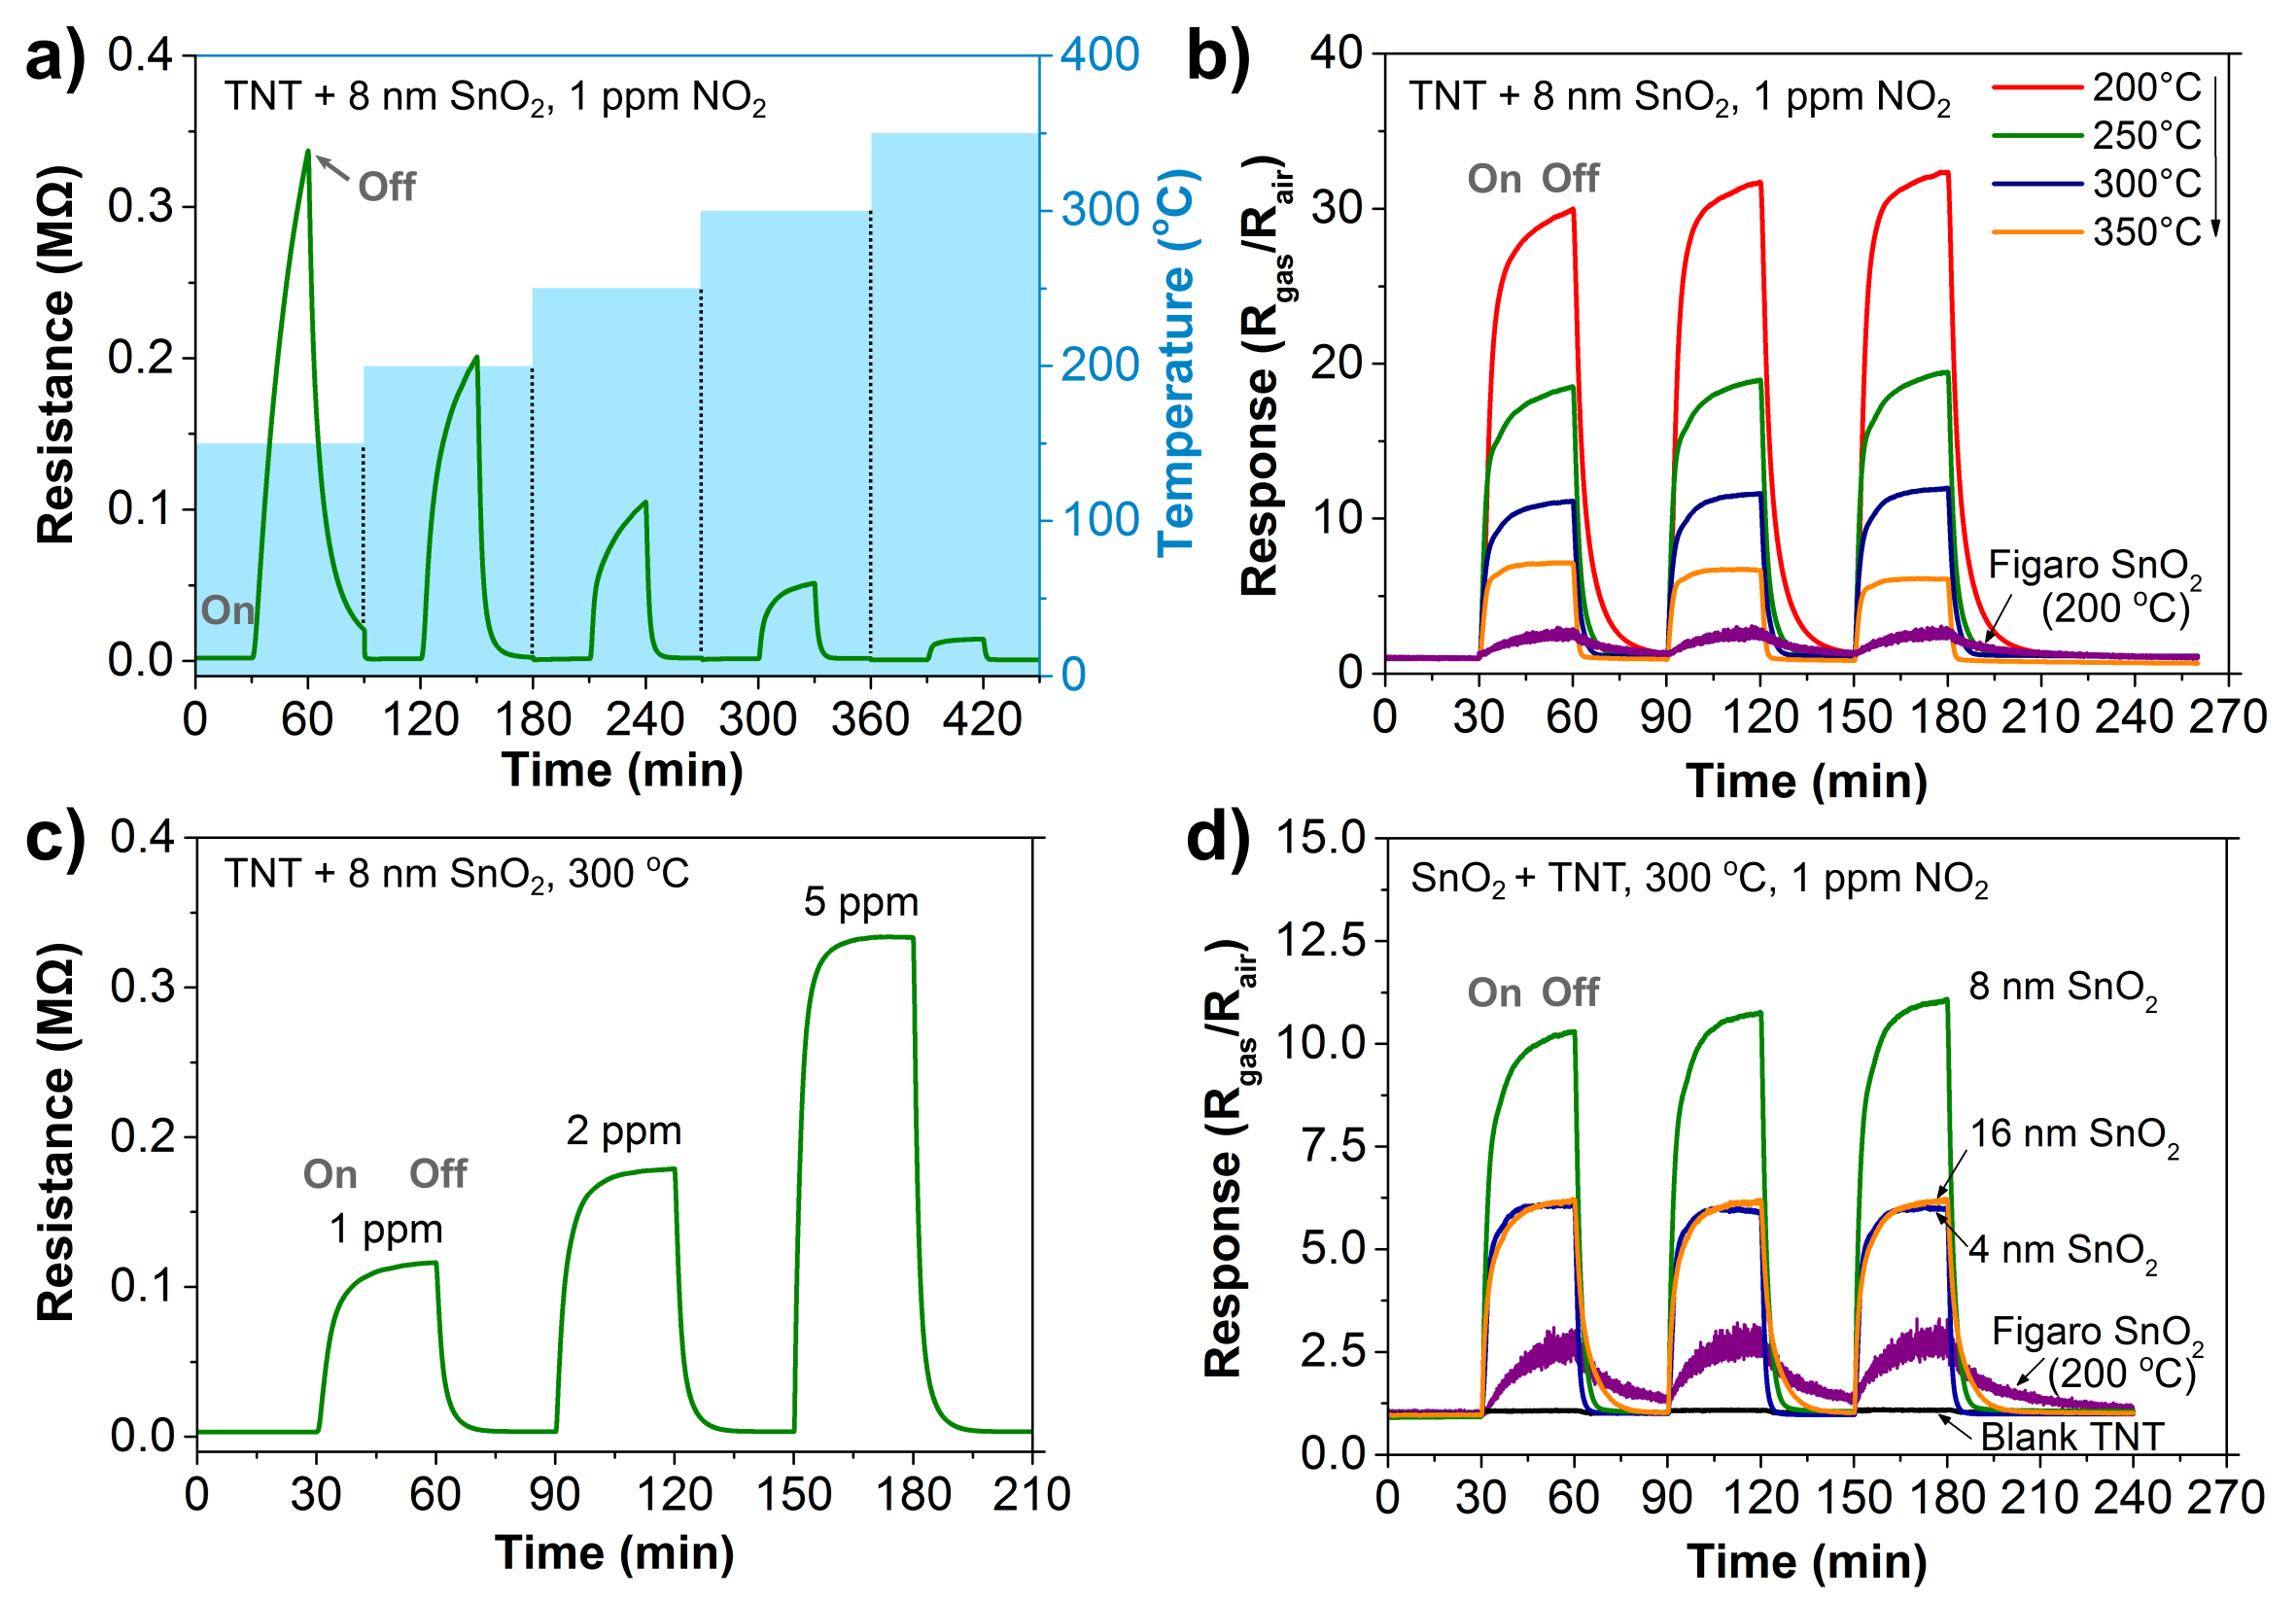 a)
TNT + 8 nm SnO2, 1 ppm NO2
Off
On
0.4
0.3
0.2
0.1
0.0
Resistance (MΩ)
400
300
200
100
0
Temperature (oC)
0 60 120 180 240 300 360 420
Time (min)
b)
TNT + 8 nm SnO2, 1 ppm NO2
200°C
250°C
300°C
350°C
On Off
Figaro SnO2
(200 oC)
40
30
20
10
0
Response (Rgas/Rair)
0 30 60 90 120 150 180 210 240 270
Time (min)
c)
TNT + 8 nm SnO2, 300 oC
5 ppm
2 ppm
On Off
1 ppm
0.4
0.3
0.2
0.1
0.0
Resistance (MΩ)
0 30 60 90 120 150 180 210
Time (min)
d)
SnO2 + TNT, 300 oC, 1 ppm NO2
On Off
8 nm SnO2
16 nm SnO2
4 nm SnO2
Figaro SnO2
(200 oC)
Blank TNT
15.0
12.5
10.0
7.5
5.0
2.5
0.0
Response (Rgas/Rair)
0 30 60 90 120 150 180 210 240 270
Time (min)